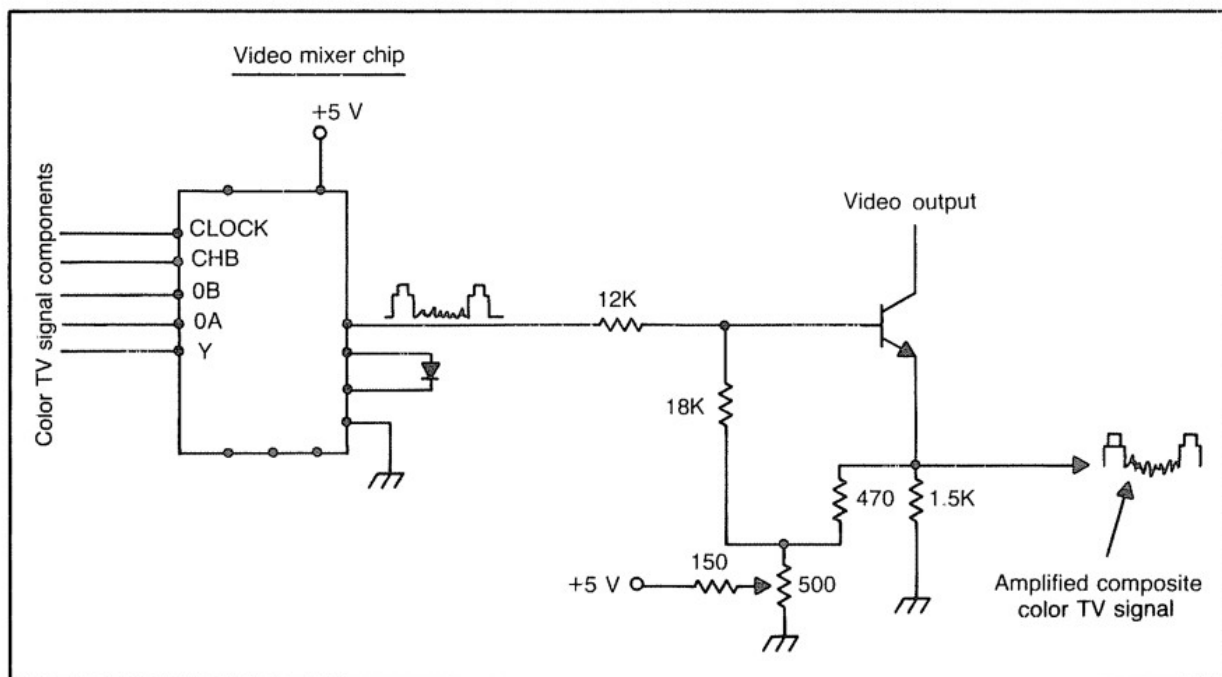 Video mixer chip
+5 V
Color TV signal components
CLOCK
CHB
0B
0A
Y
12K
Video output
18K
470
1.5K
150
+5 V
500
Amplified composite
color TV signal